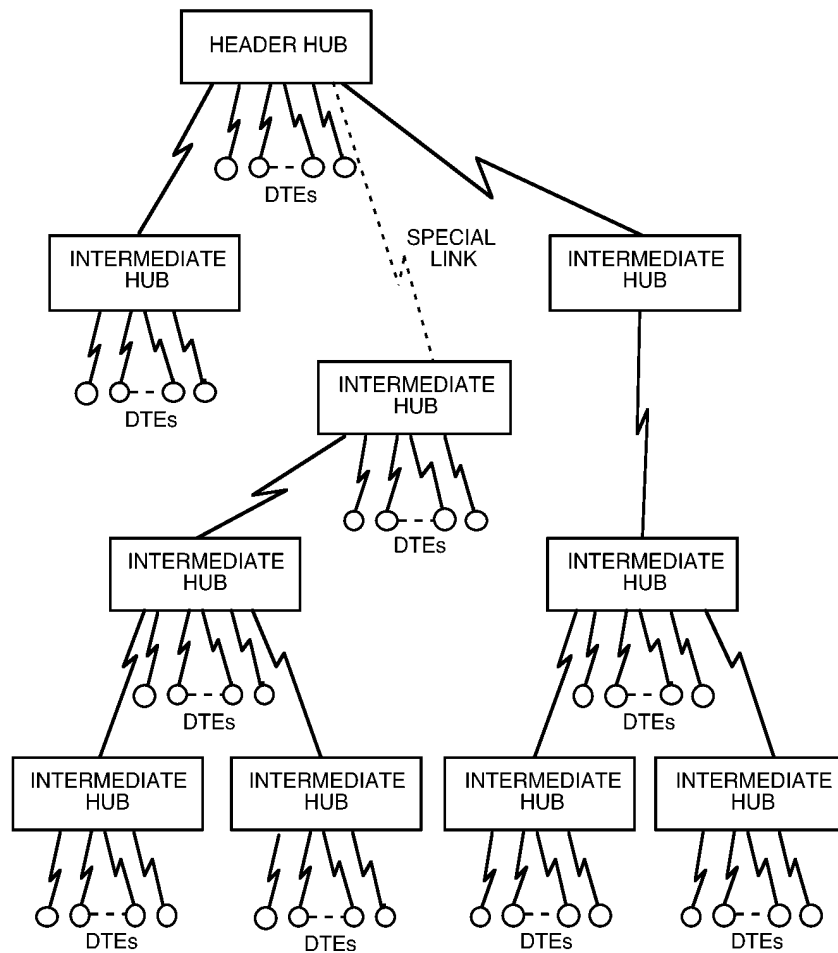 HEADER HUB
DTEs
INTERMEDIATE
HUB
SPECIAL
LINK
INTERMEDIATE
HUB
DTEs
INTERMEDIATE
HUB
DTEs
INTERMEDIATE
HUB
INTERMEDIATE
HUB
DTEs
DTEs
INTERMEDIATE
HUB
INTERMEDIATE
HUB
INTERMEDIATE
HUB
INTERMEDIATE
HUB
DTEs
DTEs
DTEs
DTEs